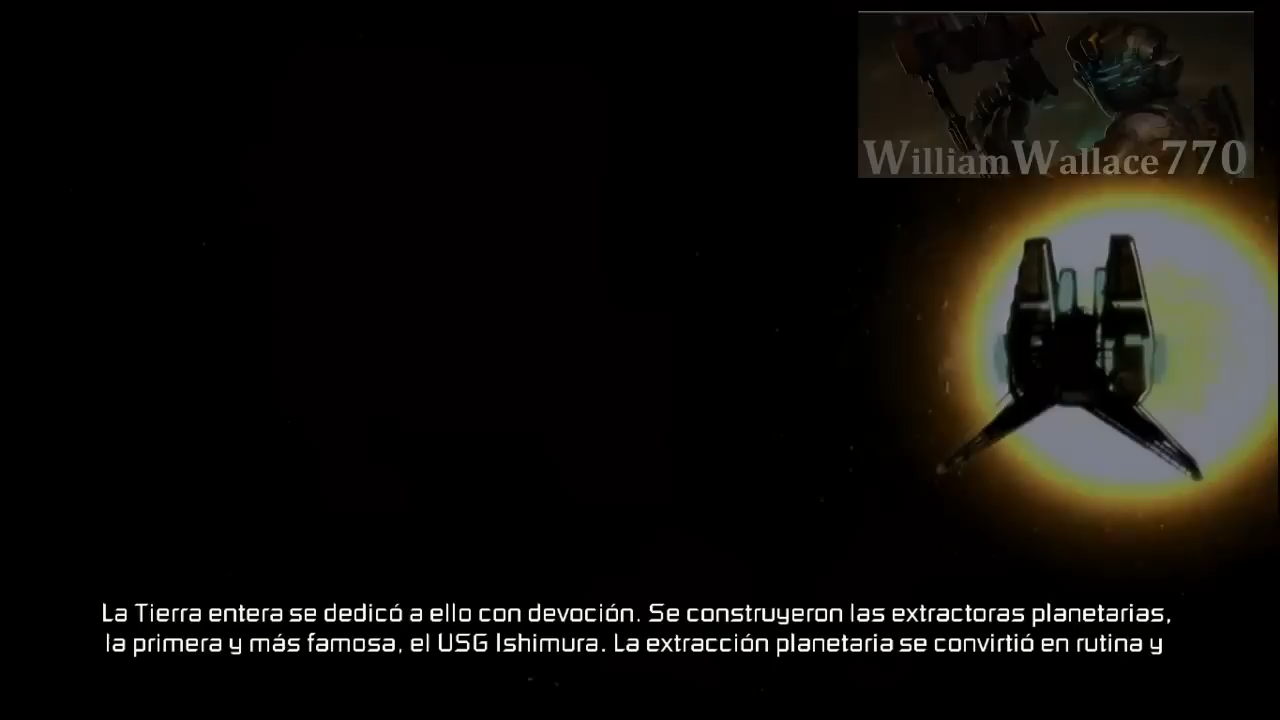 WilliamWallace770
La Tierra entera se dedicó a ello con devoción. Se construyeron las extractoras planetarias,
la primera y más famosa, el USG Ishimura. La extracción planetaria se convirtió en rutina y